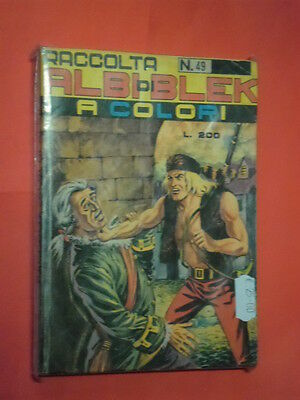 RACCOLTA
N. 49
ALBI DI BLEK
A COLORI
L. 200